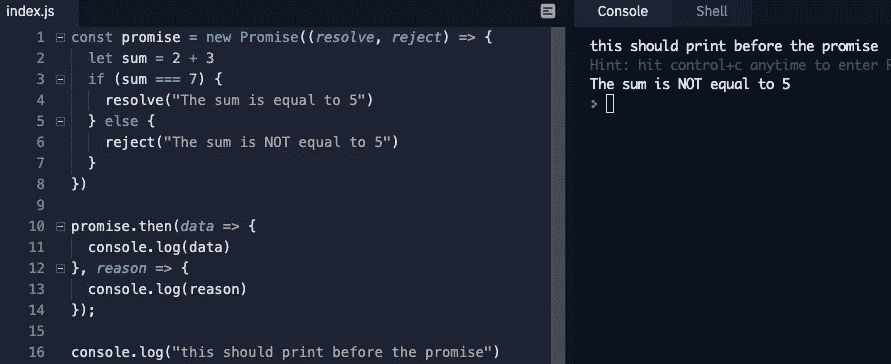 index.js
1 const promise = new Promise((resolve, reject) => {
2 let sum = 2 + 3
3 if (sum === 7) {
4 resolve("The sum is equal to 5")
5 } else {
6 reject("The sum is NOT equal to 5")
7 }
8 })
9
10 promise.then(data => {
11 console.log(data)
12 }, reason => {
13 console.log(reason)
14 });
15
16 console.log("this should print before the promise")
Console Shell
this should print before the promise
Hint: hit control+c anytime to enter R
The sum is NOT equal to 5